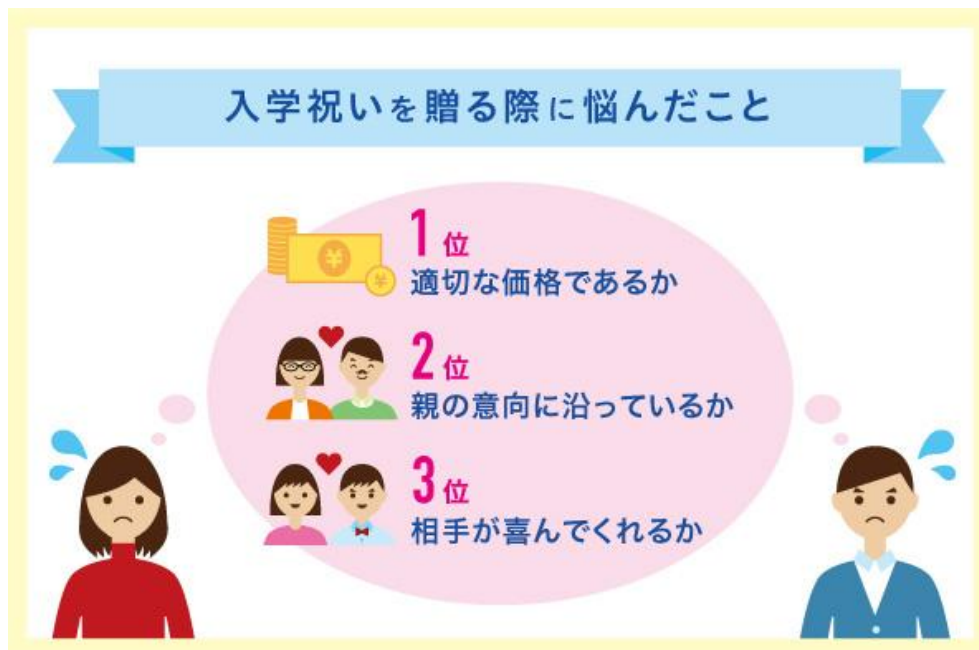 入学祝いを贈る際に悩んだこと
1位
適切な価格であるか
2位
親の意向に沿っているか
3位
相手が喜んでくれるか
¥
¥